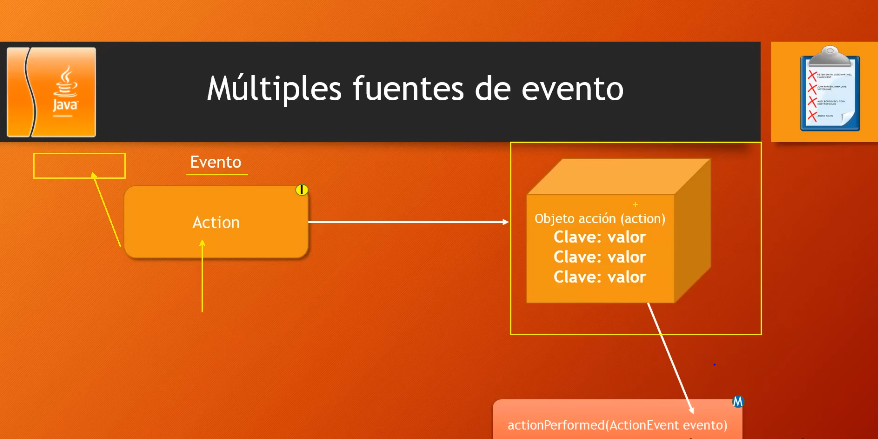 Java
Múltiples fuentes de evento
Evento
I
Action
Objeto acción (action)
Clave: valor
Clave: valor
Clave: valor
M
actionPerformed(ActionEvent evento)